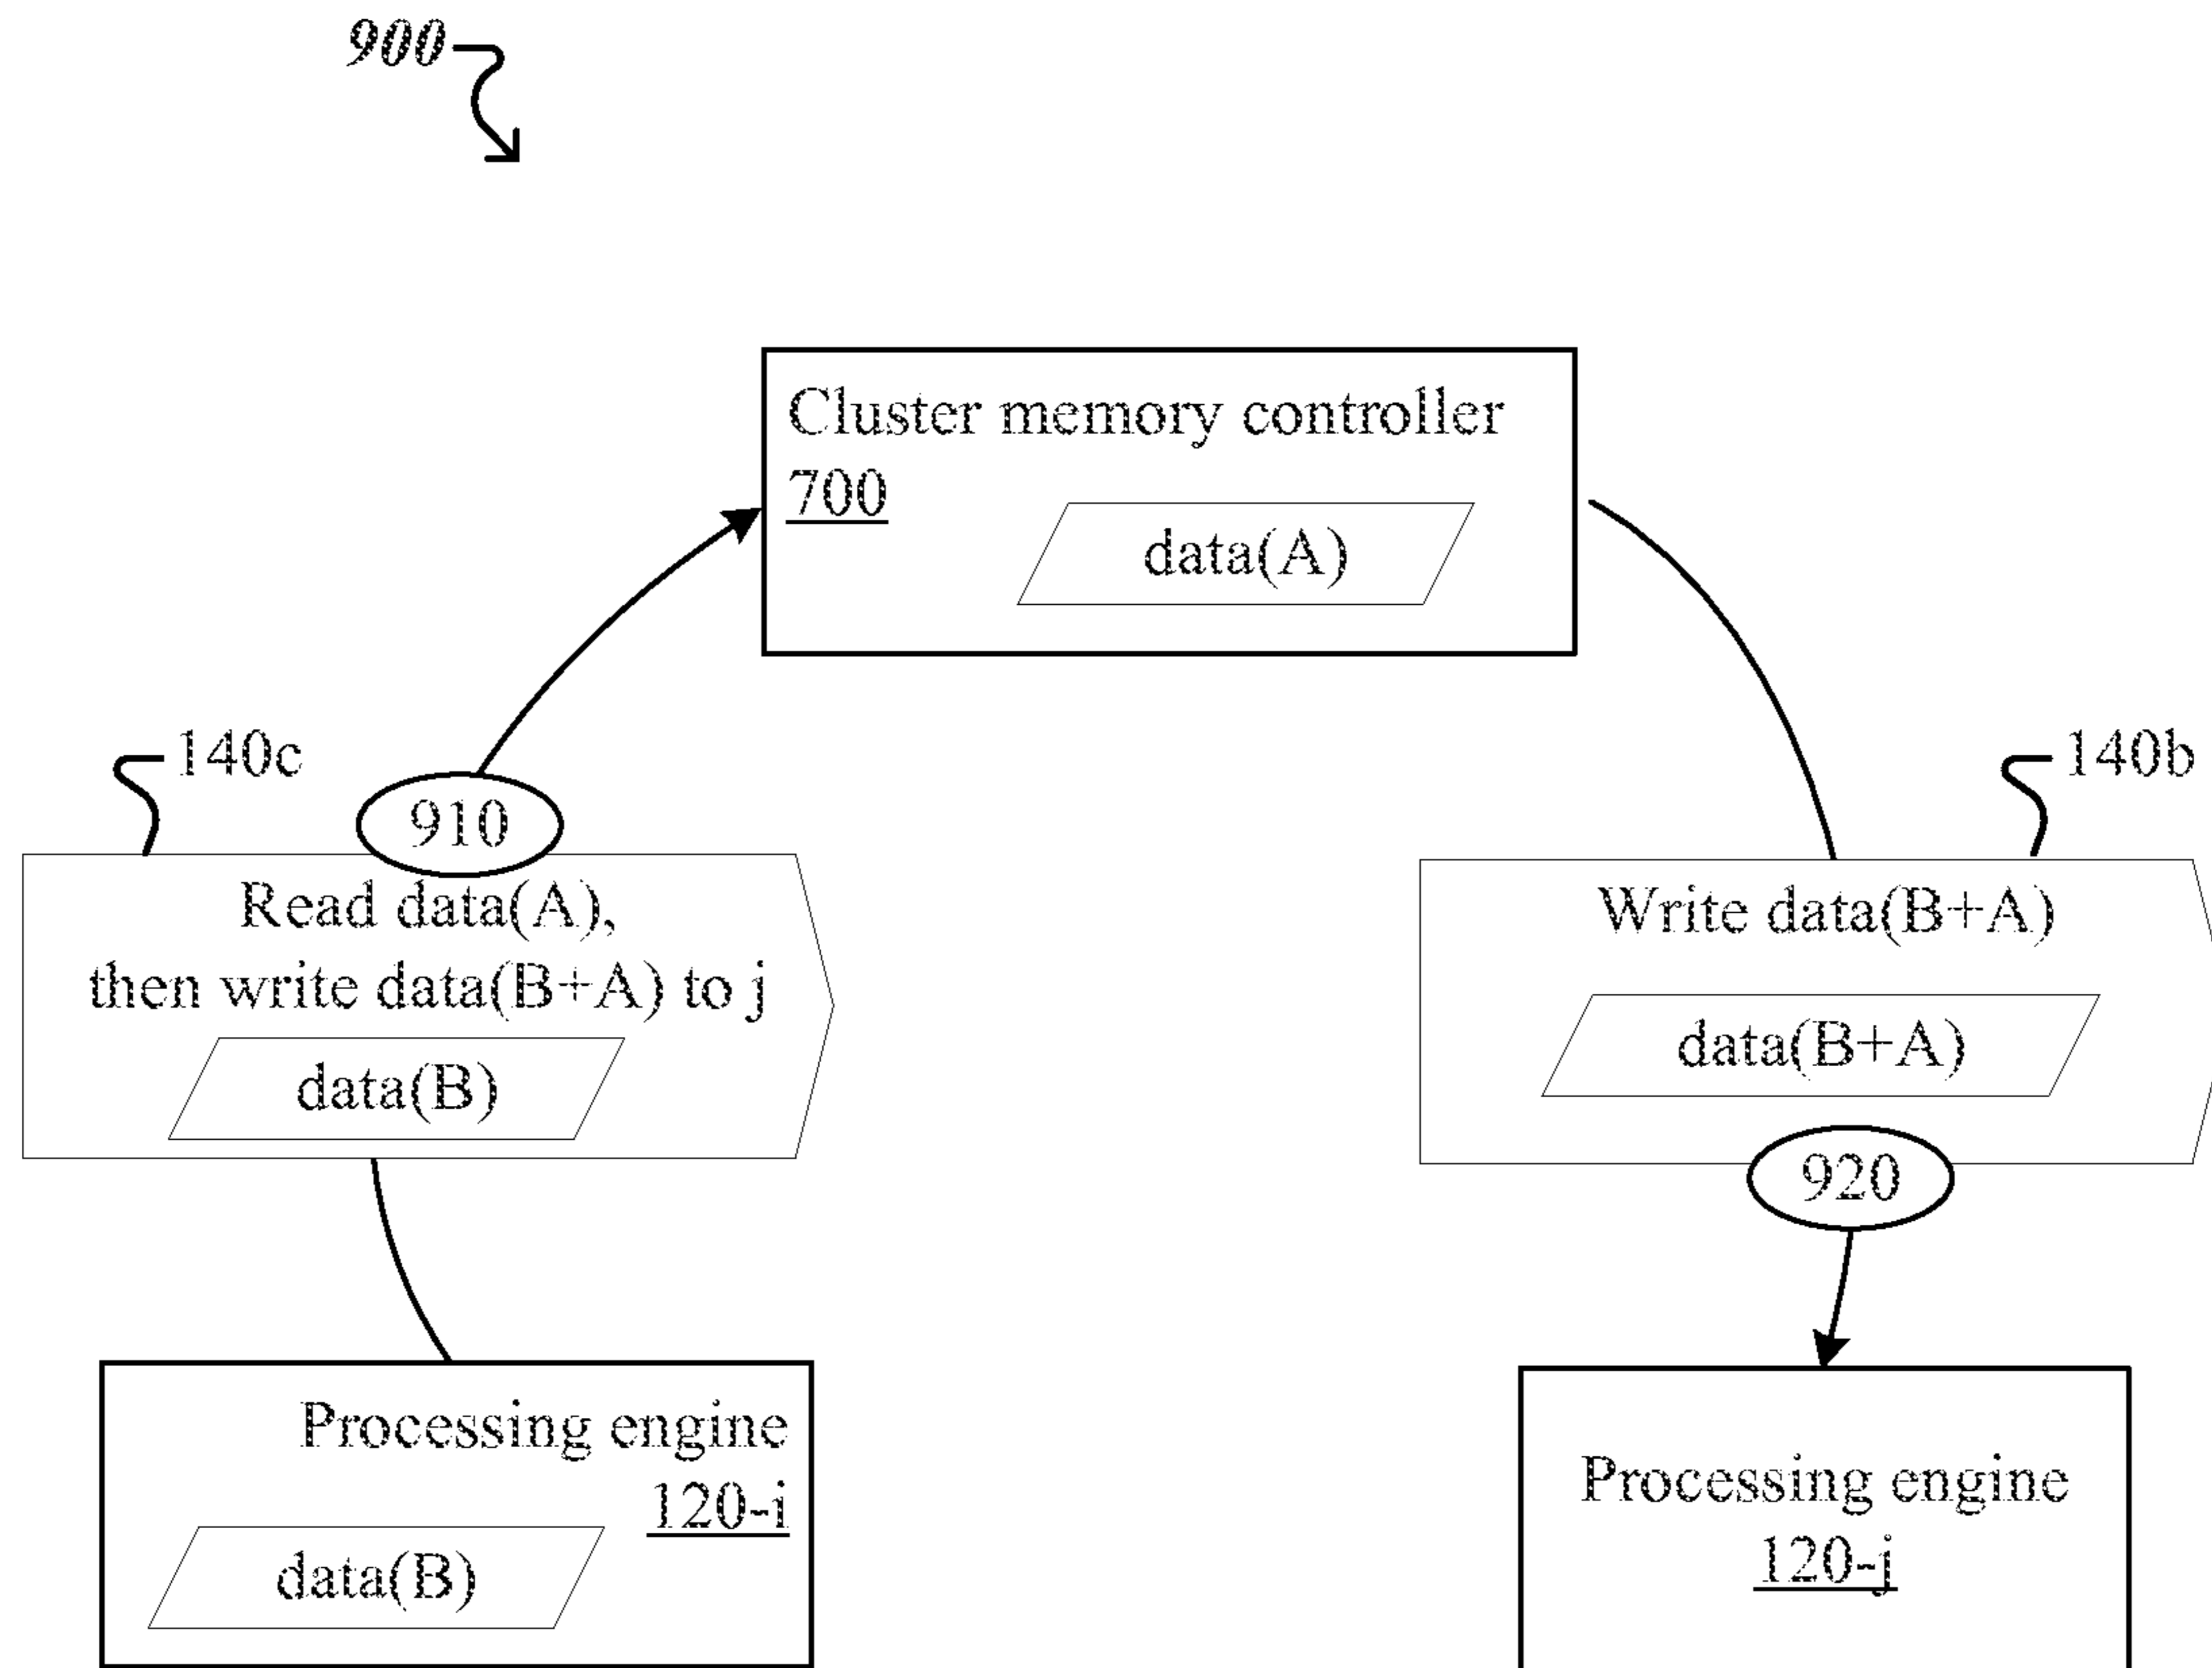 900
Cluster memory controller
700
data(A)
140c
910
Read data(A),
then write data(B+A) to j
data(B)
140b
Write data(B+A)
data(B+A)
920
Processing engine
120-i
data(B)
Processing engine
120-j